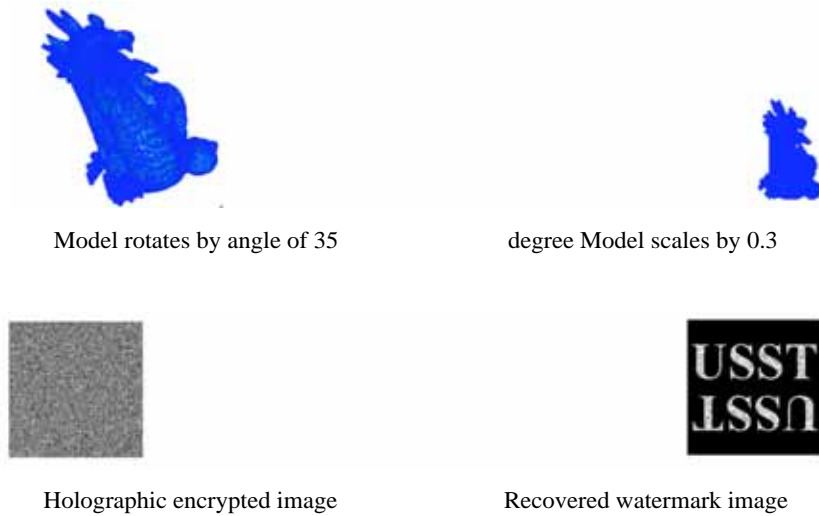 Model rotates by angle of 35
degree Model scales by 0.3
USST
USST
Holographic encrypted image
Recovered watermark image